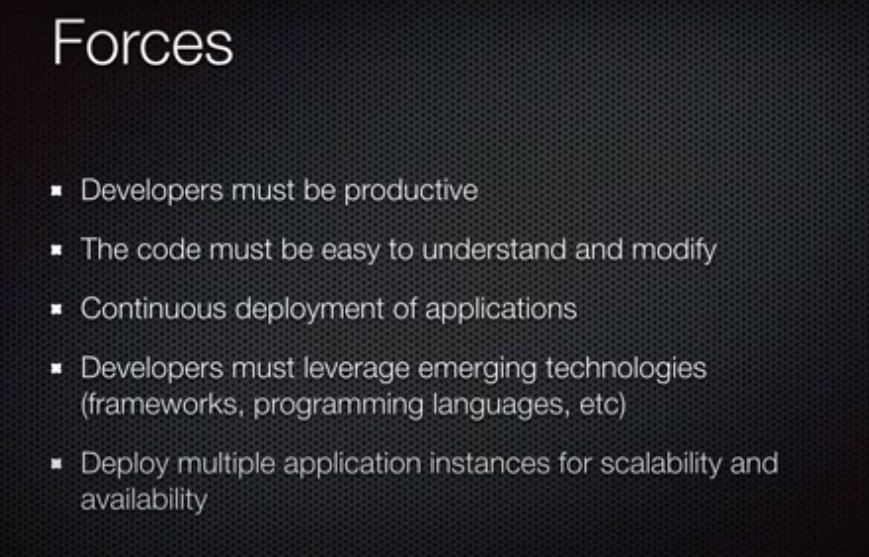 Forces
Developers must be productive
The code must be easy to understand and modify
Continuous deployment of applications
Developers must leverage emerging technologies
(frameworks, programming languages, etc)
Deploy multiple application instances for scalability and
availability